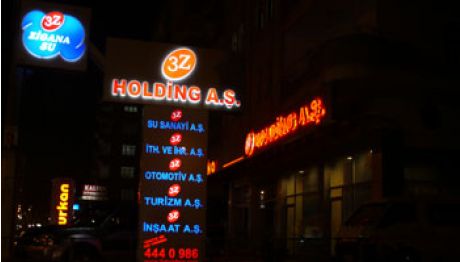 3Z
ZİGANA
SU
3Z
HOLDİNG A.Ş.
3Z
SU SANAYİ A.Ş.
3Z
İTH. VE İHR. A.Ş.
3Z
OTOMOTİV A.Ş.
3Z
TURİZM A.Ş.
3Z
İNŞAAT A.Ş.
444 0 986
urkan